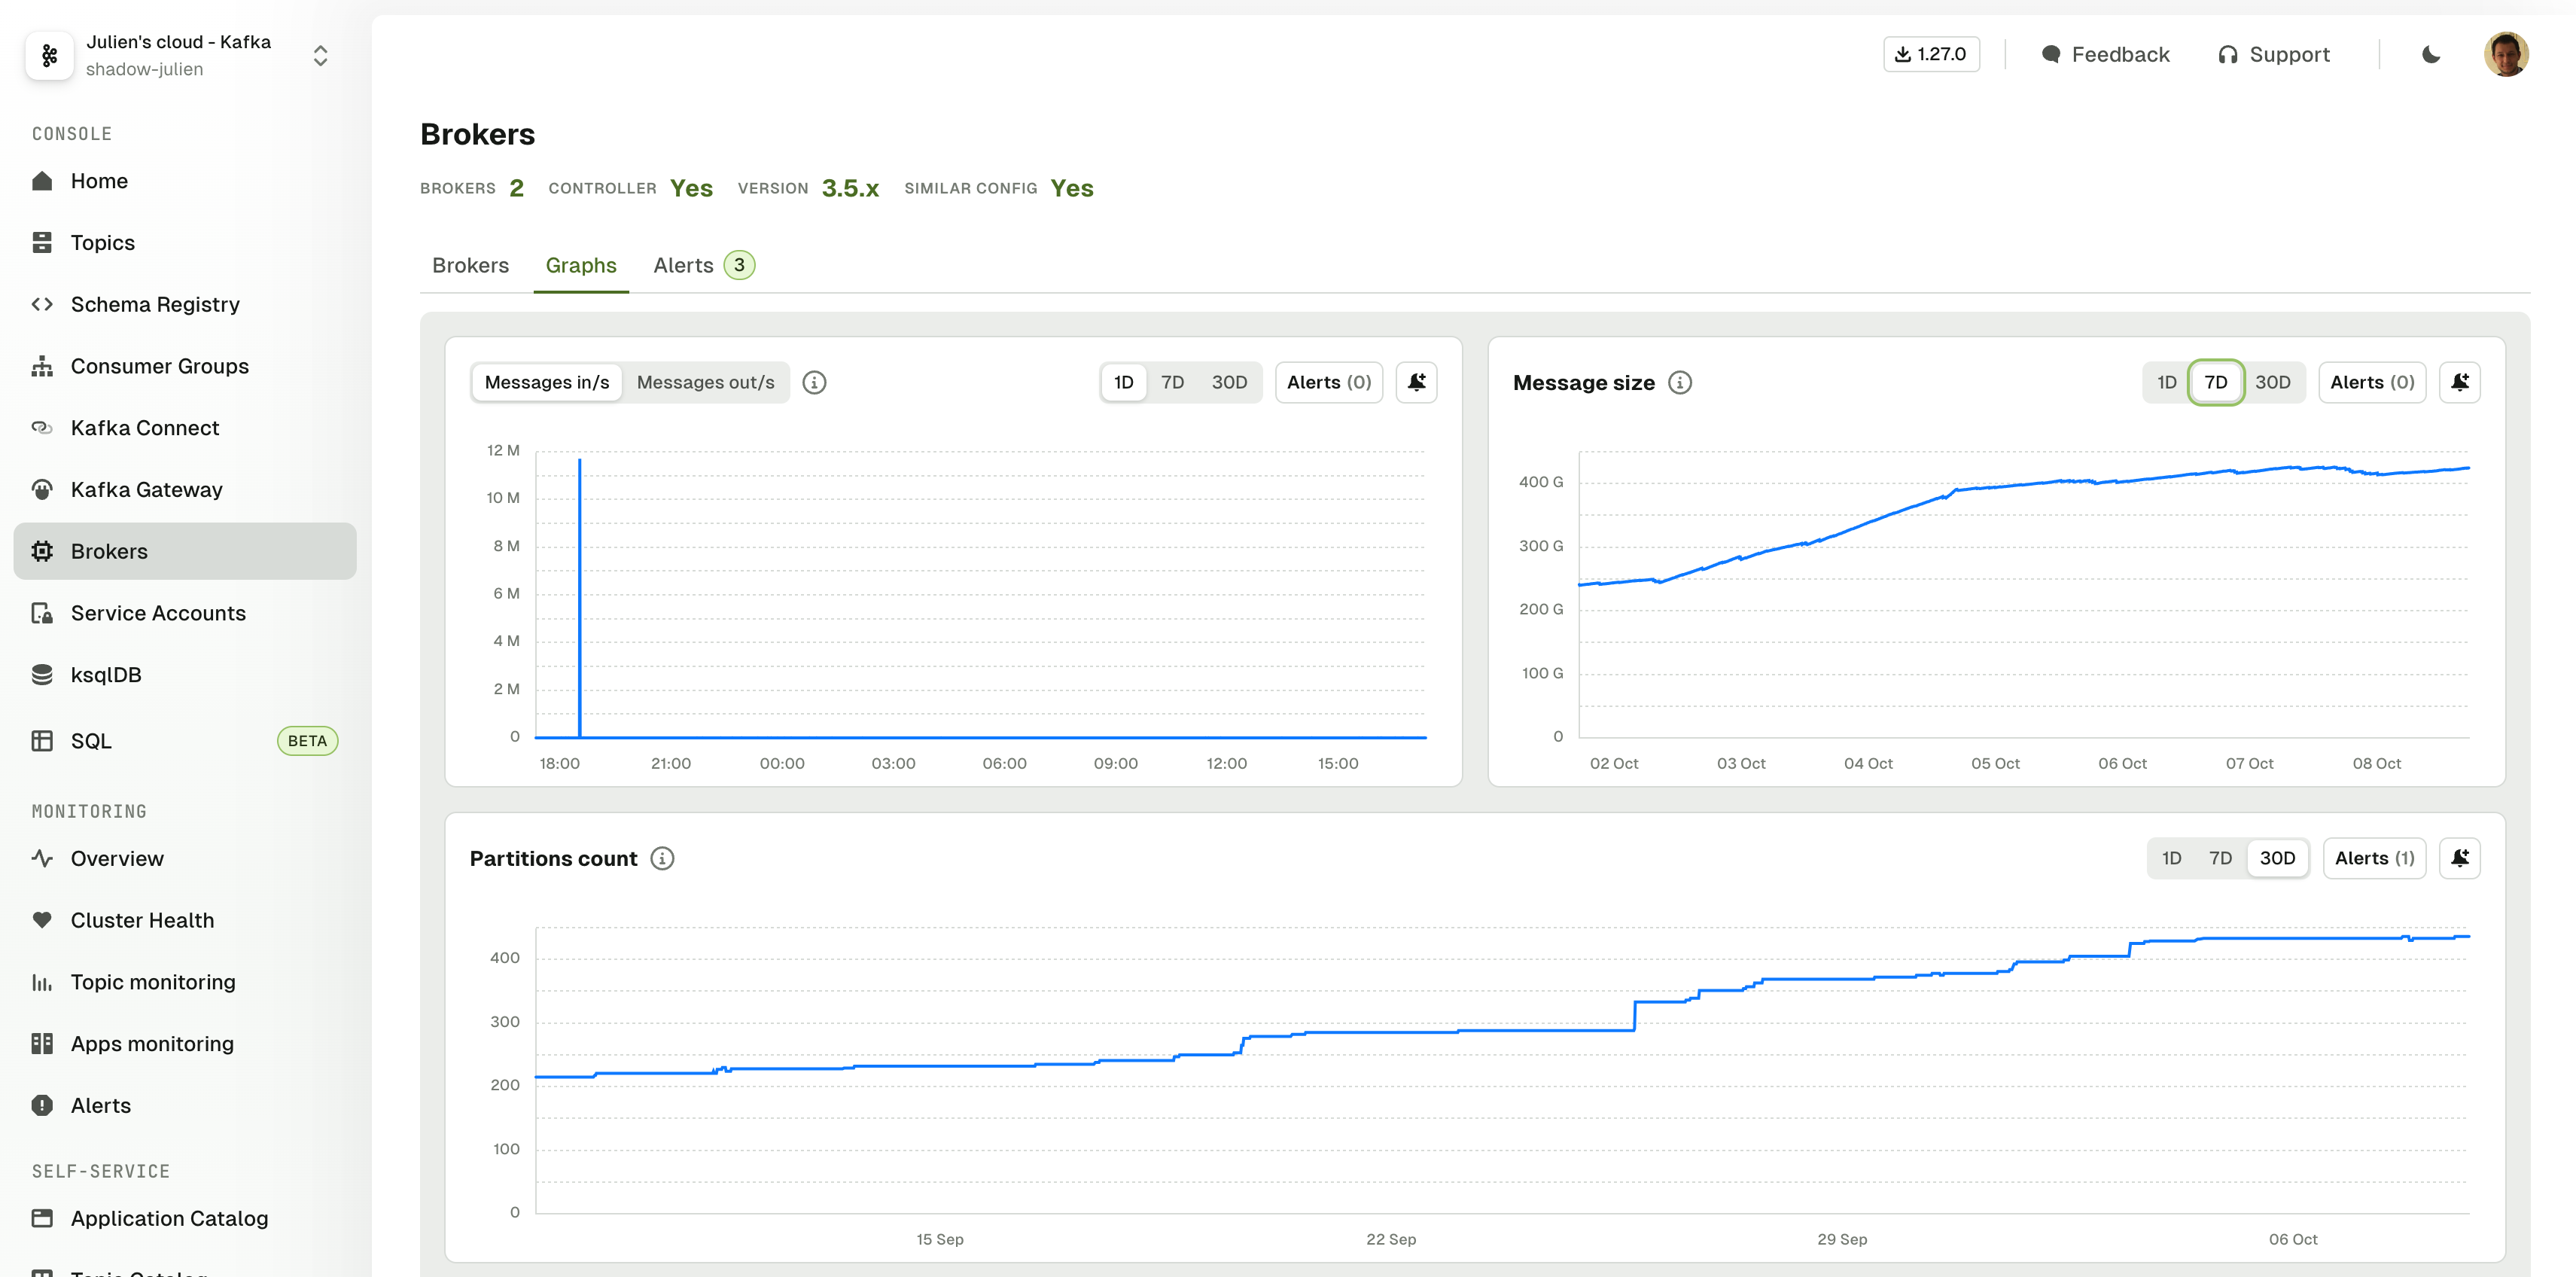 Julien's cloud - Kafka
shadow-julien
CONSOLE
Home
Topics
Schema Registry
Consumer Groups
Kafka Connect
Kafka Gateway
Brokers
Service Accounts
ksqlDB
SQL BETA
MONITORING
Overview
Cluster Health
Topic monitoring
Apps monitoring
Alerts
SELF-SERVICE
Application Catalog
Topic Catalog
1.27.0 Feedback Support
Brokers
BROKERS 2 CONTROLLER Yes VERSION 3.5.x SIMILAR CONFIG Yes
Brokers Graphs Alerts 3
Messages in/s Messages out/s 1D 7D 30D Alerts (0)
12 M
10 M
8 M
6 M
4 M
2 M
0
18:00 21:00 00:00 03:00 06:00 09:00 12:00 15:00
Message size 1D 7D 30D Alerts (0)
400 G
300 G
200 G
100 G
0
02 Oct 03 Oct 04 Oct 05 Oct 06 Oct 07 Oct 08 Oct
Partitions count 1D 7D 30D Alerts (1)
400
300
200
100
0
15 Sep 22 Sep 29 Sep 06 Oct